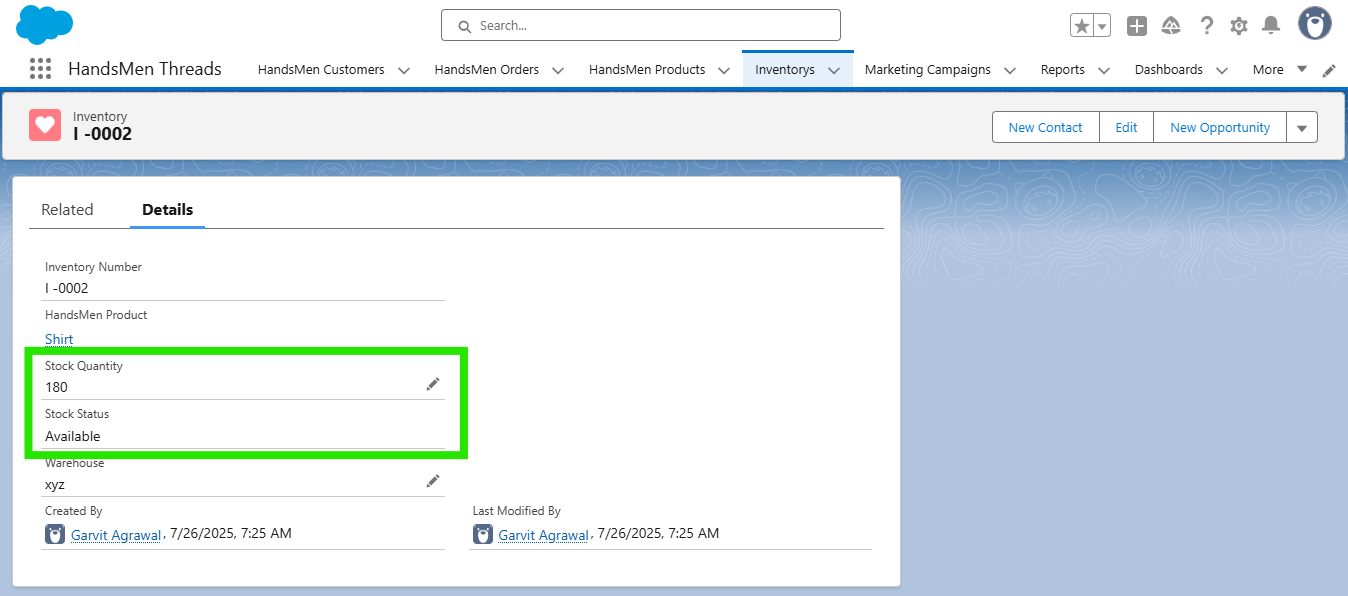 Search...
HandsMen Threads HandsMen Customers HandsMen Orders HandsMen Products Inventorys Marketing Campaigns Reports Dashboards More
Inventory
I -0002
New Contact Edit New Opportunity
Related Details
Inventory Number
I -0002
HandsMen Product
Shirt
Stock Quantity
180
Stock Status
Available
Warehouse
xyz
Created By
Garvit Agrawal, 7/26/2025, 7:25 AM
Last Modified By
Garvit Agrawal, 7/26/2025, 7:25 AM